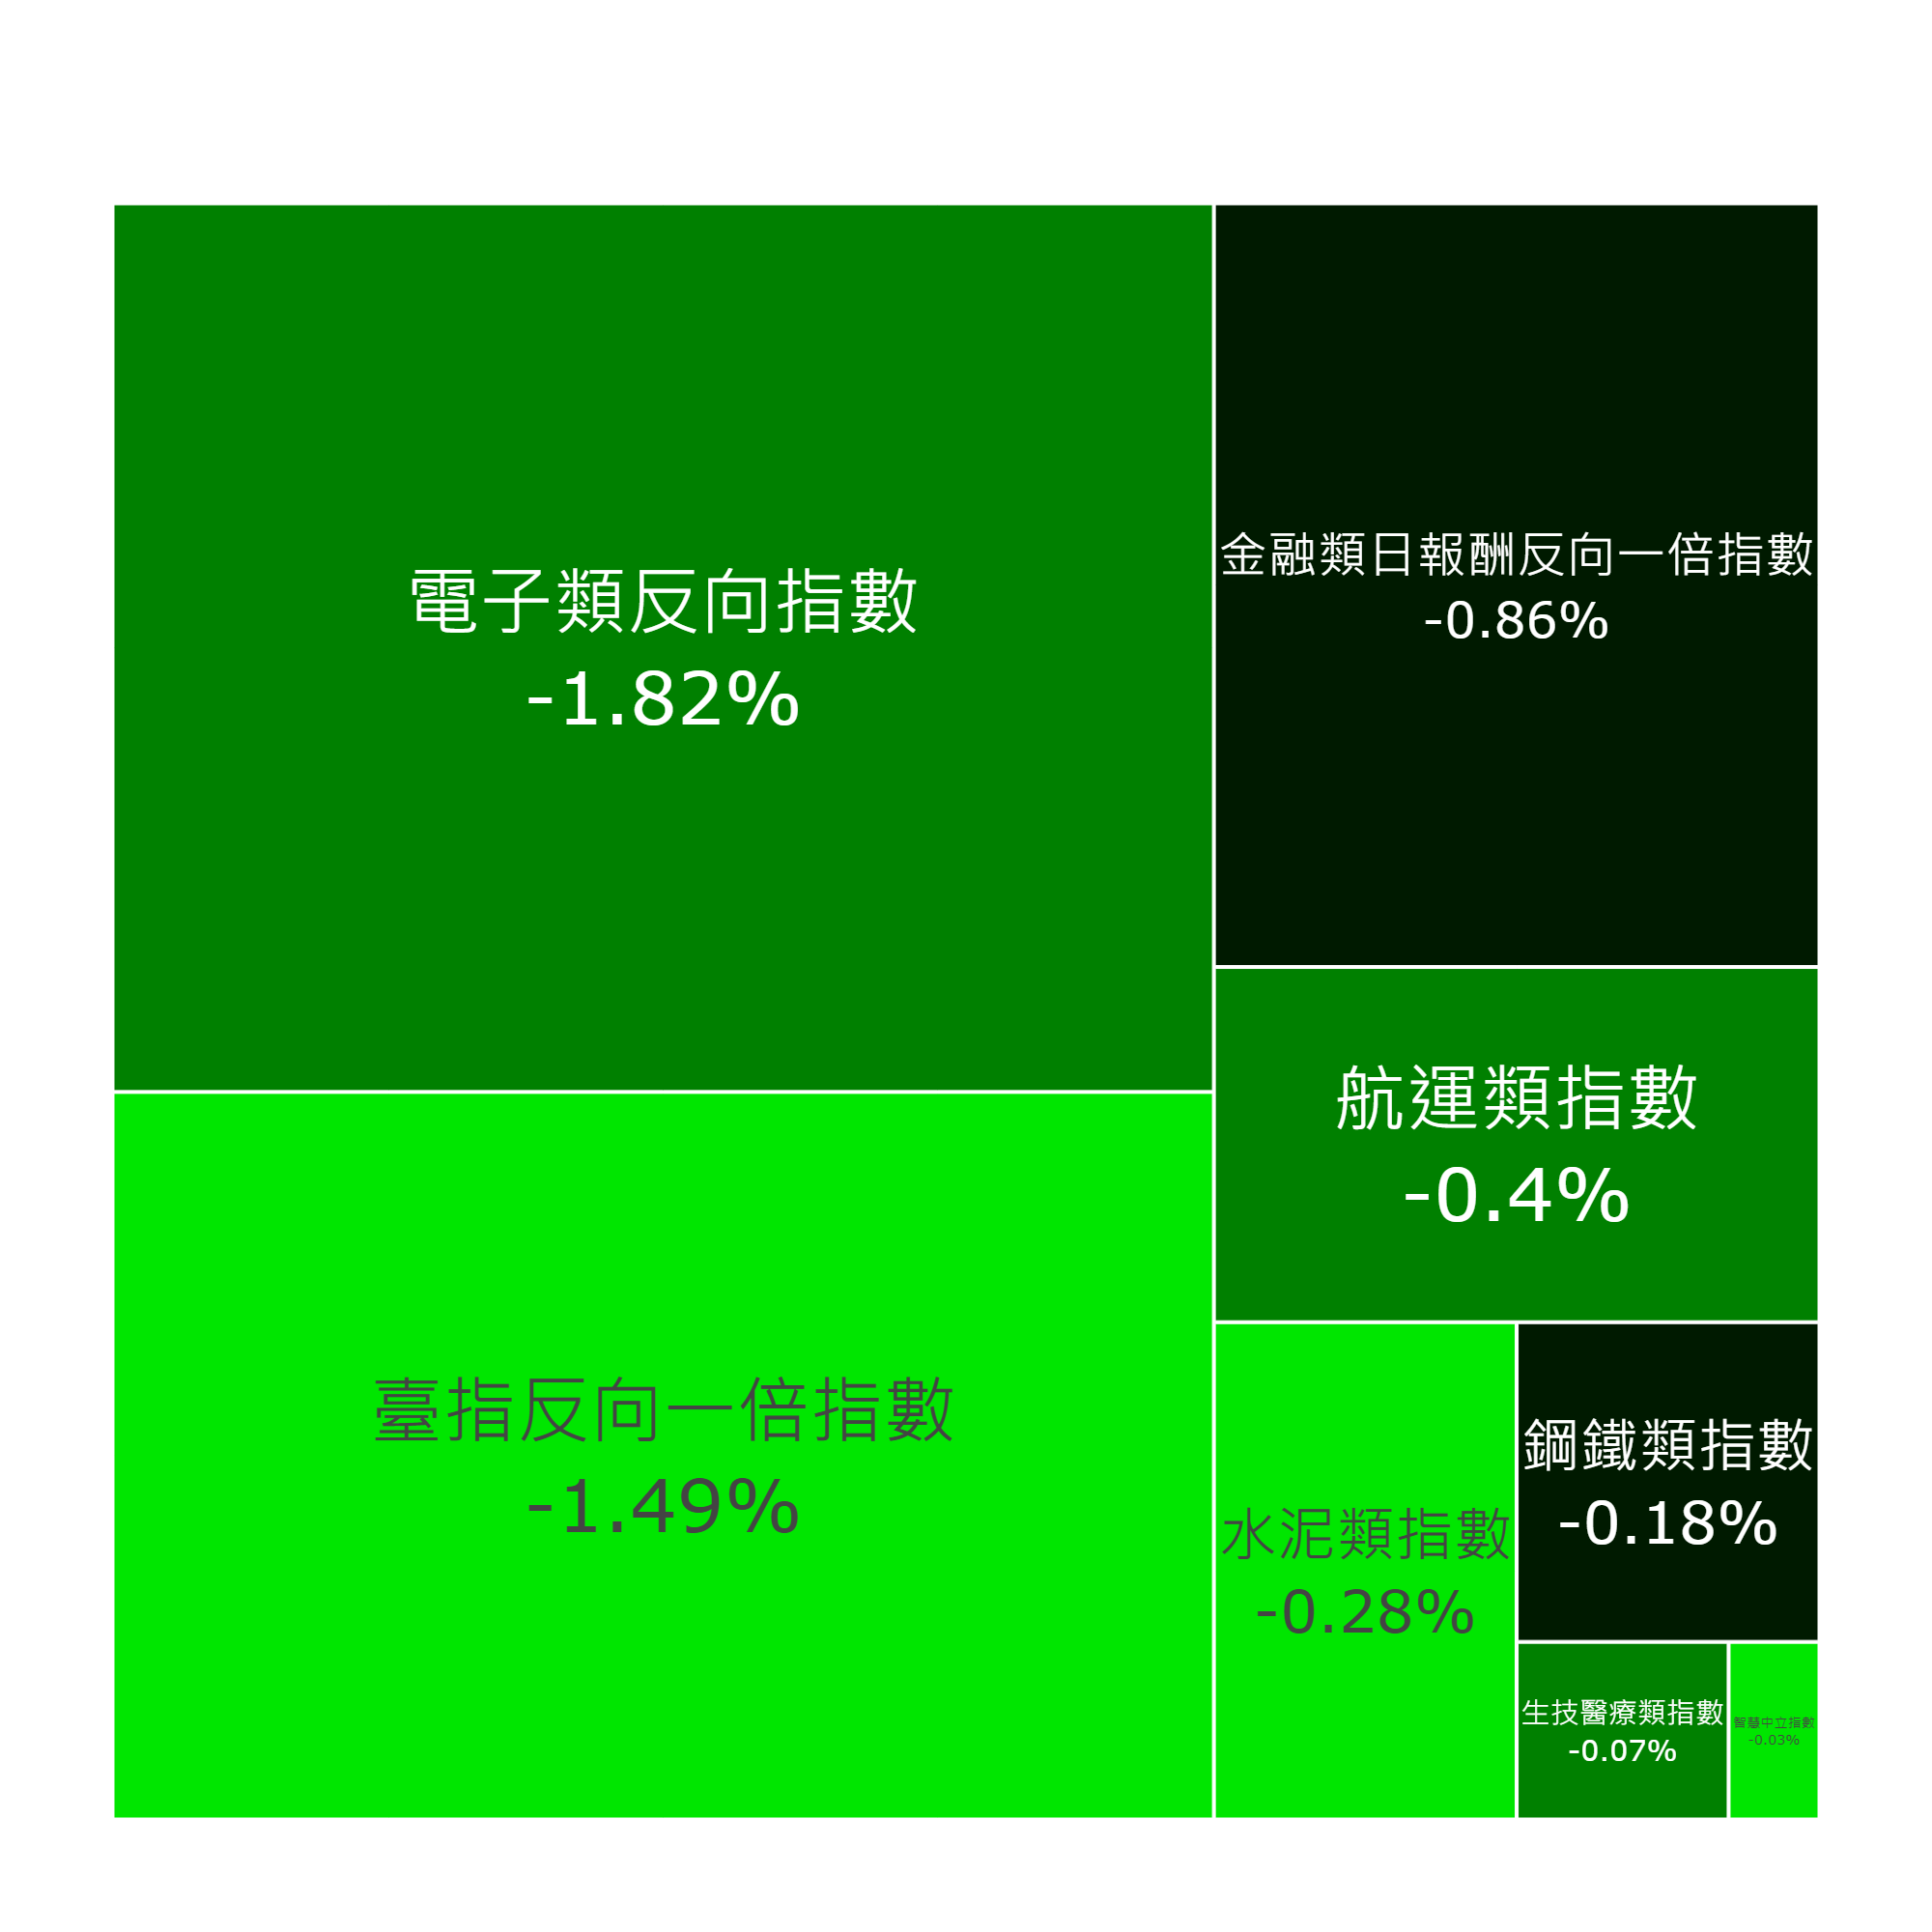 電子類反向指數
-1.82%
臺指反向一倍指數
-1.49%
金融類日報酬反向一倍指數
-0.86%
航運類指數
-0.4%
水泥類指數
-0.28%
鋼鐵類指數
-0.18%
生技醫療類指數
-0.07%
智慧中立指數
-0.03%